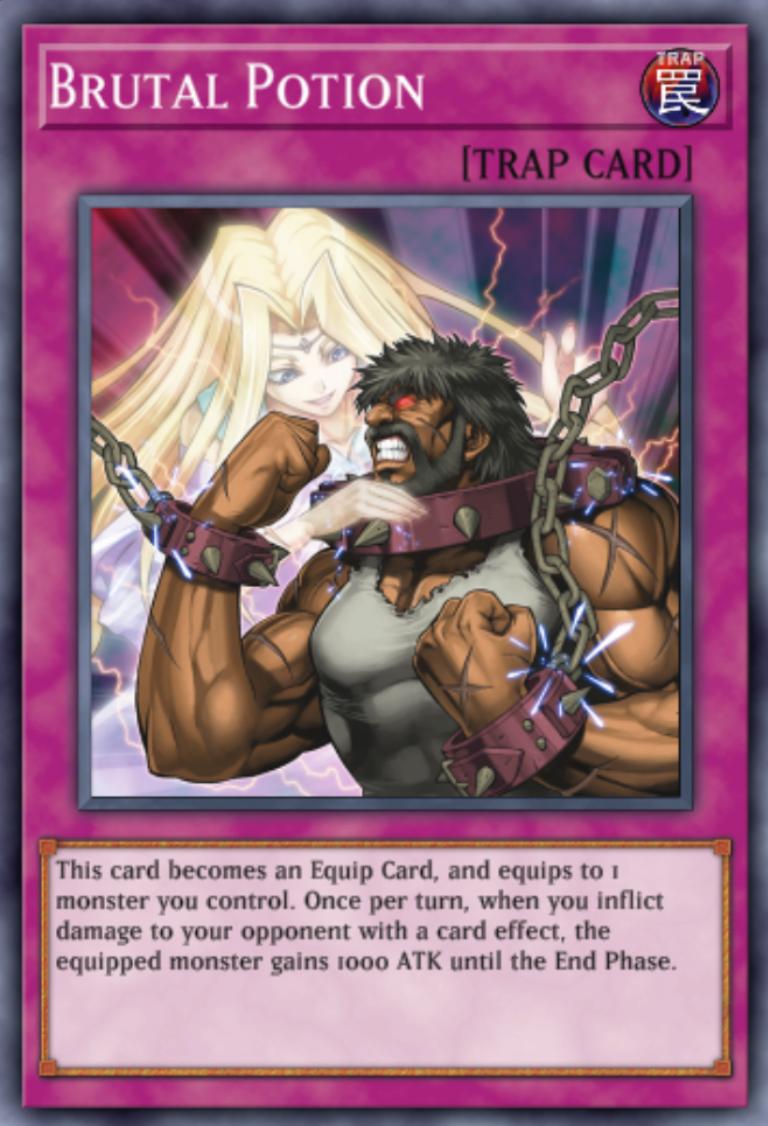 Brutal Potion
TRAP
罠
[TRAP CARD]
This card becomes an Equip Card, and equips to 1
monster you control. Once per turn, when you inflict
damage to your opponent with a card effect, the
equipped monster gains 1000 ATK until the End Phase.